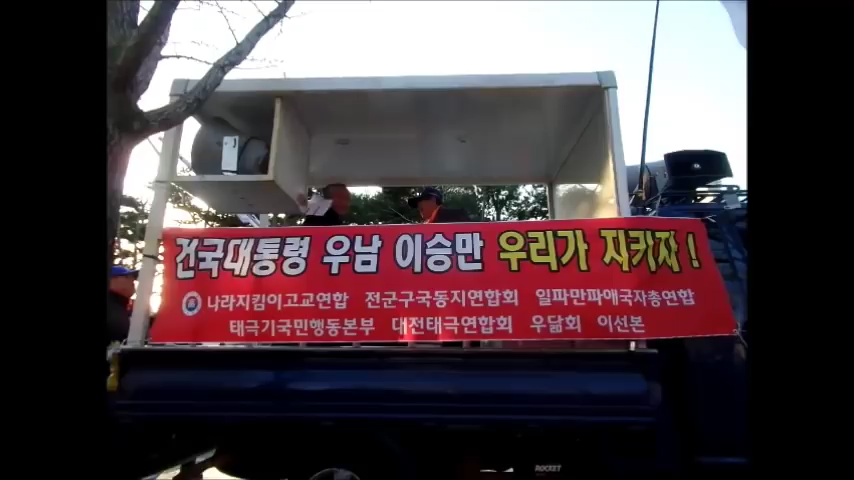 건국대통령 우남 이승만 우리가 지키자!
나라지킴이고교연합 전군구국동지연합회 일파만파애국자총연합
태극기국민행동본부 대전태극연합회 우닮회 이선본
ROCKET